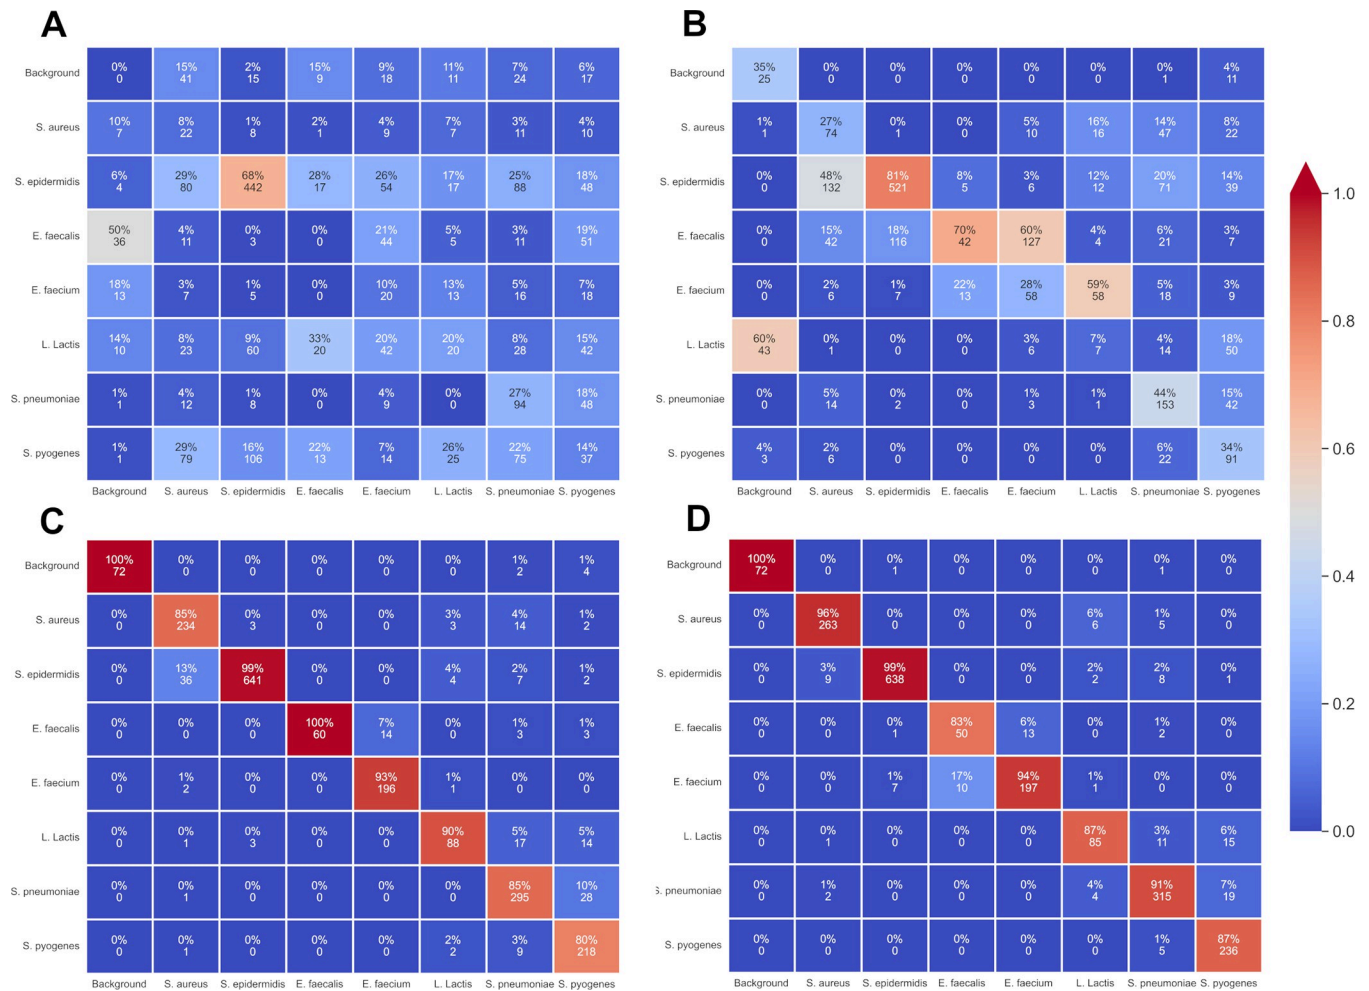 A
Background 0% 15% 2% 15% 9% 11% 7% 6%
0 41 15 9 18 11 24 17
S. aureus 10% 8% 1% 2% 4% 7% 3% 4%
7 22 8 1 9 7 11 10
S. epidermidis 6% 29% 68% 28% 26% 17% 25% 18%
4 80 442 17 54 17 88 48
E. faecalis 50% 4% 0% 0% 21% 5% 3% 19%
36 11 3 0 44 5 11 51
E. faecium 18% 3% 1% 0% 10% 13% 5% 7%
13 7 5 0 20 13 16 18
L. Lactis 14% 8% 9% 33% 20% 20% 8% 15%
10 23 60 20 42 20 28 42
S. pneumoniae 1% 4% 1% 0% 4% 0% 27% 18%
1 12 8 0 9 0 94 48
S. pyogenes 1% 29% 16% 22% 7% 26% 22% 14%
1 79 106 13 14 25 75 37
Background S. aureus S. epidermidis E. faecalis E. faecium L. Lactis S. pneumoniae S. pyogenes
B
Background 35% 0% 0% 0% 0% 0% 0% 4%
25 0 0 0 0 0 1 11
S. aureus 1% 27% 0% 0% 5% 16% 14% 8%
1 74 1 0 10 16 47 22
S. epidermidis 0% 48% 81% 8% 3% 12% 20% 14%
0 132 521 5 6 12 71 39
E. faecalis 0% 15% 18% 70% 60% 4% 6% 3%
0 42 116 42 127 4 21 7
E. faecium 0% 2% 1% 22% 28% 59% 5% 3%
0 6 7 13 58 58 18 9
L. Lactis 60% 0% 0% 0% 3% 7% 4% 18%
43 1 0 0 6 7 14 50
S. pneumoniae 0% 5% 0% 0% 1% 1% 44% 15%
0 14 2 0 3 1 153 42
S. pyogenes 4% 2% 0% 0% 0% 0% 6% 34%
3 6 0 0 0 0 22 91
Background S. aureus S. epidermidis E. faecalis E. faecium L. Lactis S. pneumoniae S. pyogenes
C
Background 100% 0% 0% 0% 0% 0% 1% 1%
72 0 0 0 0 0 2 4
S. aureus 0% 85% 0% 0% 0% 3% 4% 1%
0 234 3 0 0 3 14 2
S. epidermidis 0% 13% 99% 0% 0% 4% 2% 1%
0 36 641 0 0 4 7 2
E. faecalis 0% 0% 0% 100% 7% 0% 1% 1%
0 0 0 60 14 0 3 3
E. faecium 0% 1% 0% 0% 93% 1% 0% 0%
0 2 0 0 196 1 0 0
L. Lactis 0% 0% 0% 0% 0% 90% 5% 5%
0 1 3 0 0 88 17 14
S. pneumoniae 0% 0% 0% 0% 0% 0% 85% 10%
0 1 0 0 0 0 295 28
S. pyogenes 0% 0% 0% 0% 0% 2% 3% 80%
0 1 0 0 0 2 9 218
Background S. aureus S. epidermidis E. faecalis E. faecium L. Lactis S. pneumoniae S. pyogenes
D
Background 100% 0% 0% 0% 0% 0% 0% 0%
72 0 1 0 0 0 1 0
S. aureus 0% 96% 0% 0% 0% 6% 1% 0%
0 263 0 0 0 6 5 0
S. epidermidis 0% 3% 99% 0% 0% 2% 2% 0%
0 9 638 0 0 2 8 1
E. faecalis 0% 0% 0% 83% 6% 0% 1% 0%
0 0 1 50 13 0 2 0
E. faecium 0% 0% 1% 17% 94% 1% 0% 0%
0 0 7 10 197 1 0 0
L. Lactis 0% 0% 0% 0% 0% 87% 3% 6%
0 1 0 0 0 85 11 15
S. pneumoniae 0% 1% 0% 0% 0% 4% 91% 7%
0 2 0 0 0 4 315 19
S. pyogenes 0% 0% 0% 0% 0% 0% 1% 87%
0 0 0 0 0 0 5 236
Background S. aureus S. epidermidis E. faecalis E. faecium L. Lactis S. pneumoniae S. pyogenes
1.0
0.8
0.6
0.4
0.2
0.0